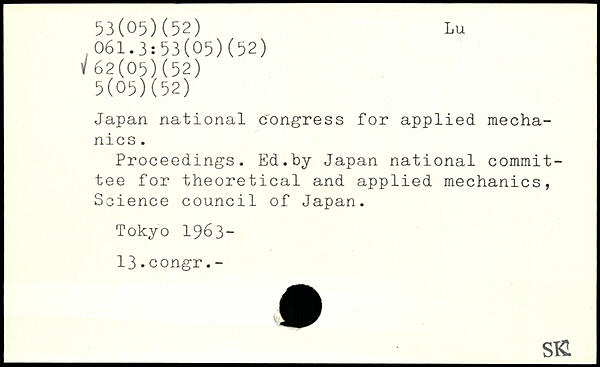 53(05)(52) Lu
061.3:53(05)(52)
√ 62(05)(52)
5(05)(52)
Japan national congress for applied mecha-
nics.
Proceedings. Ed.by Japan national commit-
tee for theoretical and applied mechanics,
Science council of Japan.
Tokyo 1963-
13.congr.-
SK